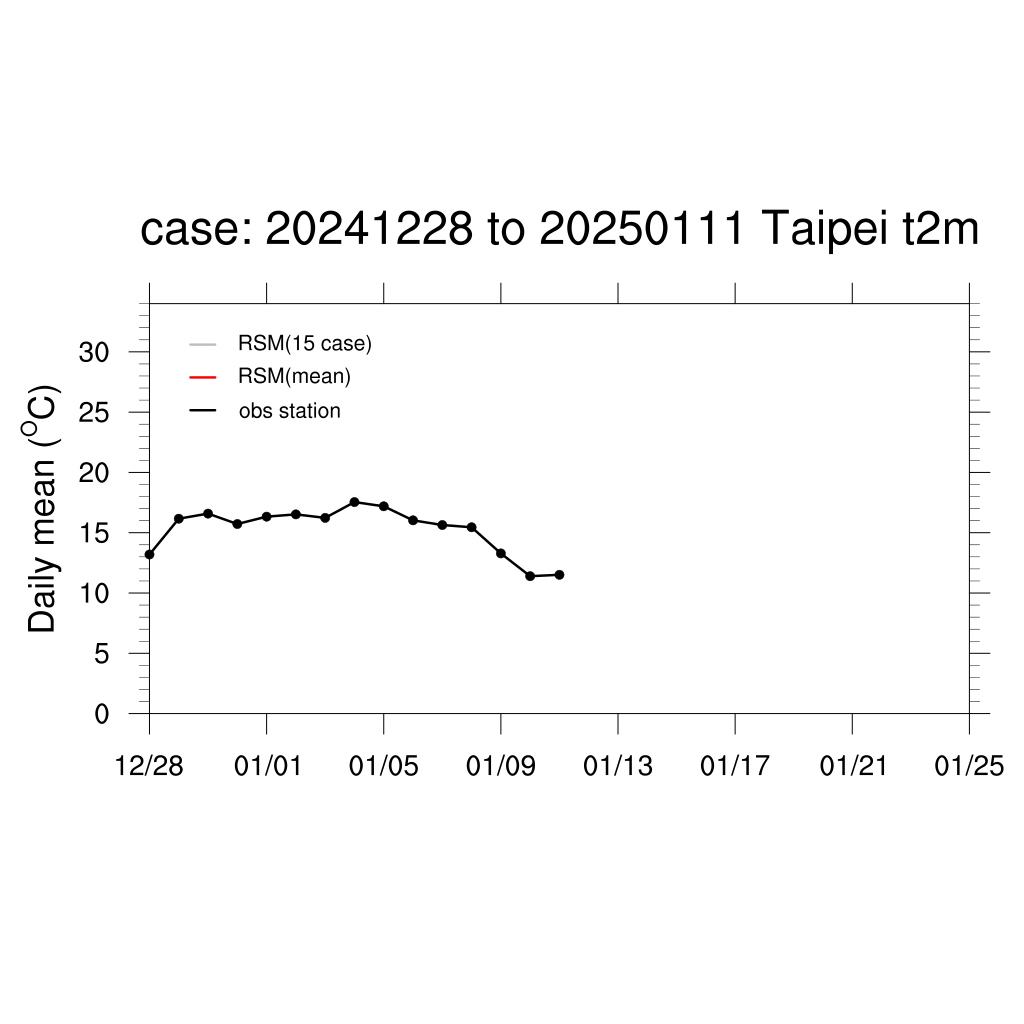 case: 20241228 to 20250111 Taipei t2m
RSM(15 case)
RSM(mean)
obs station
Daily mean (°C)
30
25
20
15
10
5
0
12/28 01/01 01/05 01/09 01/13 01/17 01/21 01/25